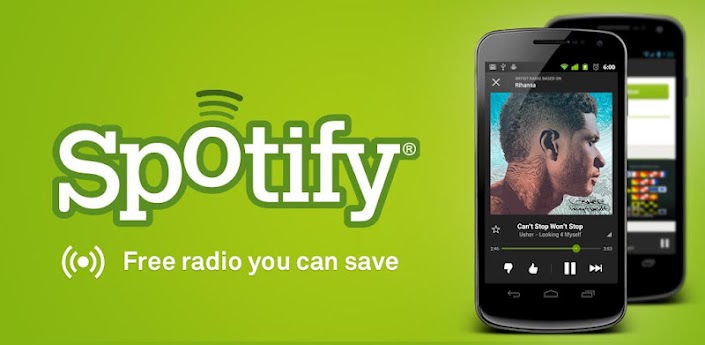 Spotify®
Free radio you can save
6:00
ARTIST RADIO BASED ON
Rihanna
Can't Stop Won't Stop
Usher - Looking 4 Myself
2:46
3:53